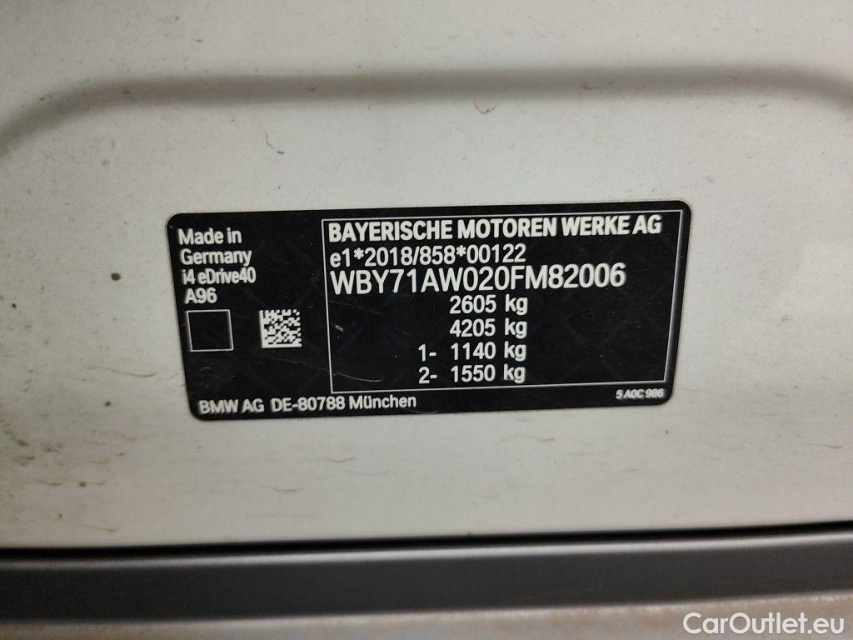 Made in
Germany
i4 eDrive40
A96
BAYERISCHE MOTOREN WERKE AG
e1*2018/858*00122
WBY71AW020FM82006
2605 kg
4205 kg
1- 1140 kg
2- 1550 kg
BMW AG DE-80788 München
5 A0C 986
CarOutlet.eu